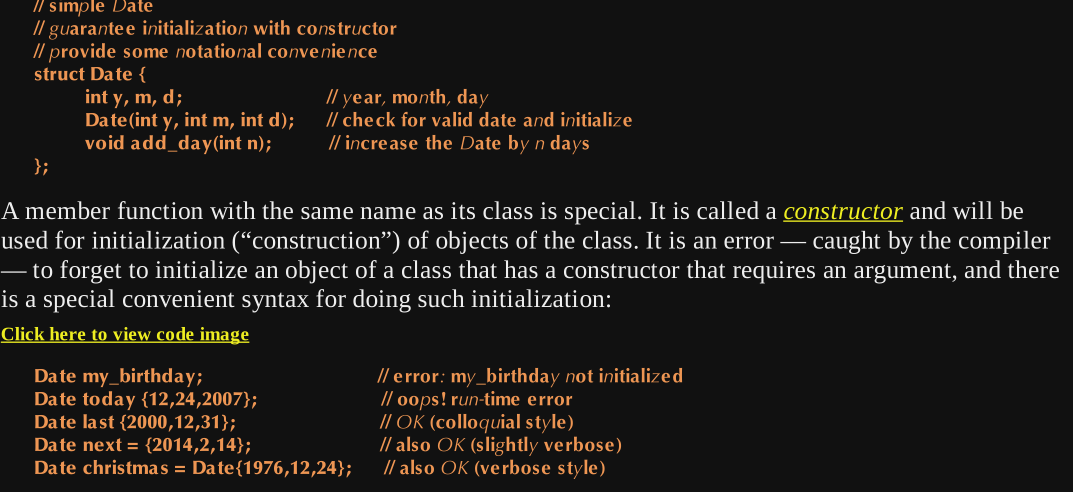 // simple Date
// guarantee initialization with constructor
// provide some notational convenience
struct Date {
int y, m, d; // year, month, day
Date(int y, int m, int d); // check for valid date and initialize
void add_day(int n); // increase the Date by n days
};
A member function with the same name as its class is special. It is called a constructor and will be
used for initialization (“construction”) of objects of the class. It is an error — caught by the compiler
— to forget to initialize an object of a class that has a constructor that requires an argument, and there
is a special convenient syntax for doing such initialization:
Click here to view code image
Date my_birthday; // error: my_birthday not initialized
Date today {12,24,2007}; // oops! run-time error
Date last {2000,12,31}; // OK (colloquial style)
Date next = {2014,2,14}; // also OK (slightly verbose)
Date christmas = Date{1976,12,24}; // also OK (verbose style)